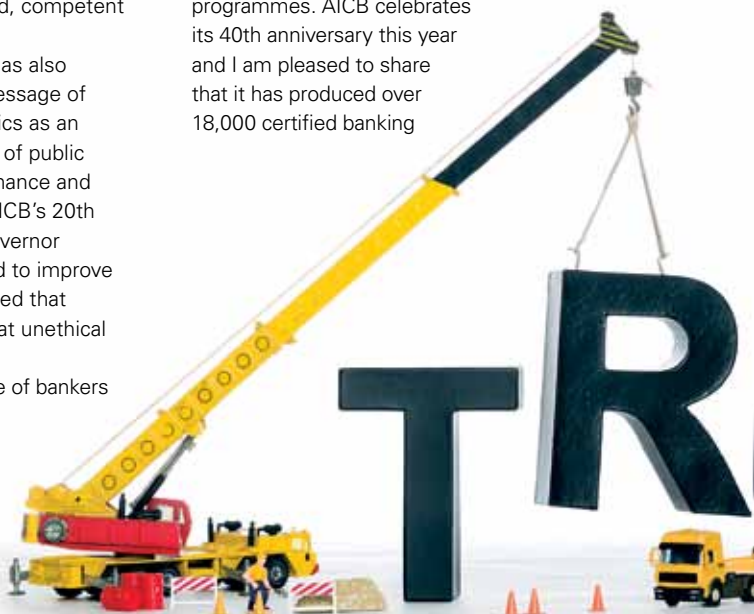 d, competent
as also
essage of
ics as an
of public
nance and
ICB's 20th
vernor
d to improve
ed that
at unethical
e of bankers
programmes. AICB celebrates
its 40th anniversary this year
and I am pleased to share
that it has produced over
18,000 certified banking
TR